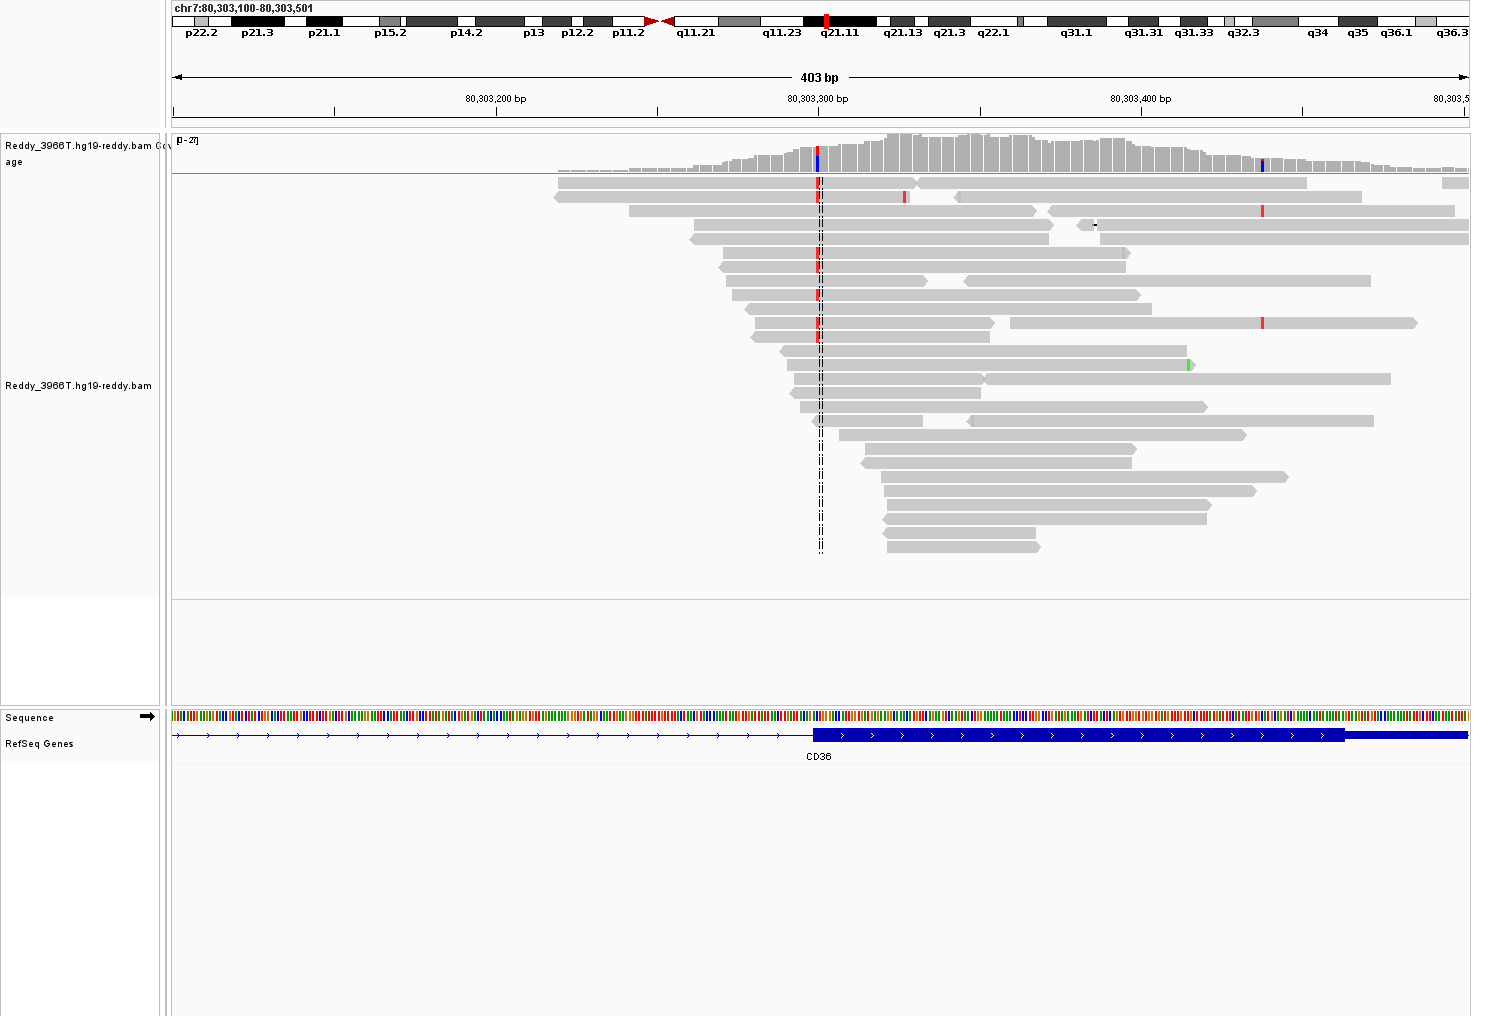 chr7:80,303,100-80,303,501
p22.2 p21.3 p21.1 p15.2 p14.2 p13 p12.2 p11.2 q11.21 q11.23 q21.11 q21.13 q21.3 q22.1 q31.1 q31.31 q31.33 q32.3 q34 q35 q36.1 q36.3
403 bp
80,303,200 bp 80,303,300 bp 80,303,400 bp 80,303,5
Reddy_3966T.hg19-reddy.bam Cov
age
[0 - 27]
Reddy_3966T.hg19-reddy.bam
Sequence
RefSeq Genes
CD36